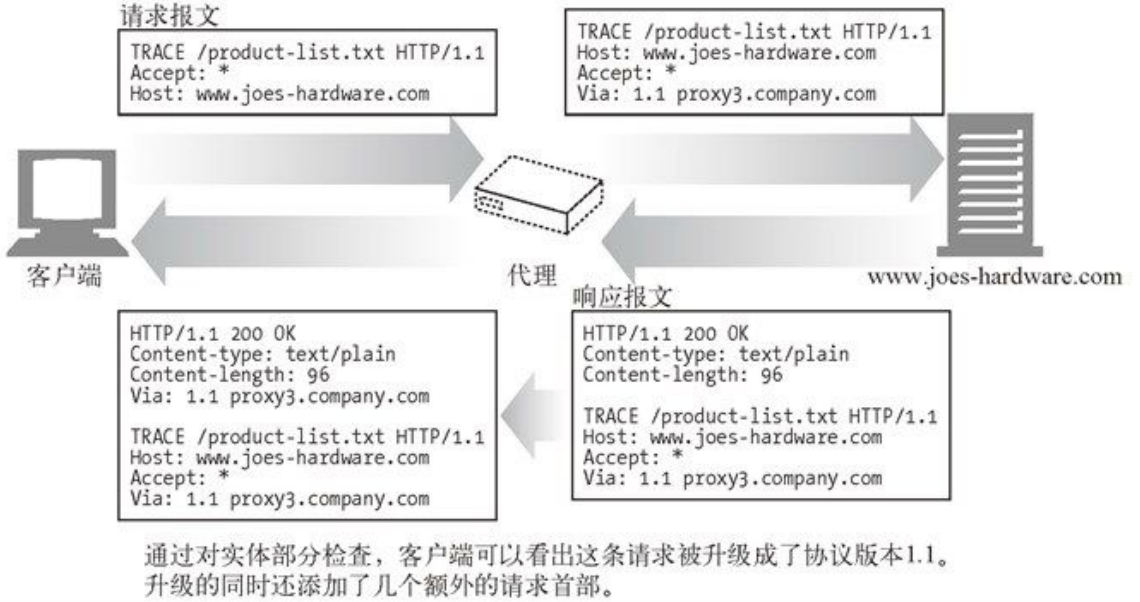 请求报文
TRACE /product-list.txt HTTP/1.1
Accept: *
Host: www.joes-hardware.com
TRACE /product-list.txt HTTP/1.1
Host: www.joes-hardware.com
Accept: *
Via: 1.1 proxy3.company.com
客户端
代理
www.joes-hardware.com
响应报文
HTTP/1.1 200 OK
Content-type: text/plain
Content-length: 96
Via: 1.1 proxy3.company.com
TRACE /product-list.txt HTTP/1.1
Host: www.joes-hardware.com
Accept: *
Via: 1.1 proxy3.company.com
HTTP/1.1 200 OK
Content-type: text/plain
Content-length: 96
TRACE /product-list.txt HTTP/1.1
Host: www.joes-hardware.com
Accept: *
Via: 1.1 proxy3.company.com
通过对实体部分检查，客户端可以看出这条请求被升级成了协议版本1.1。
升级的同时还添加了几个额外的请求首部。